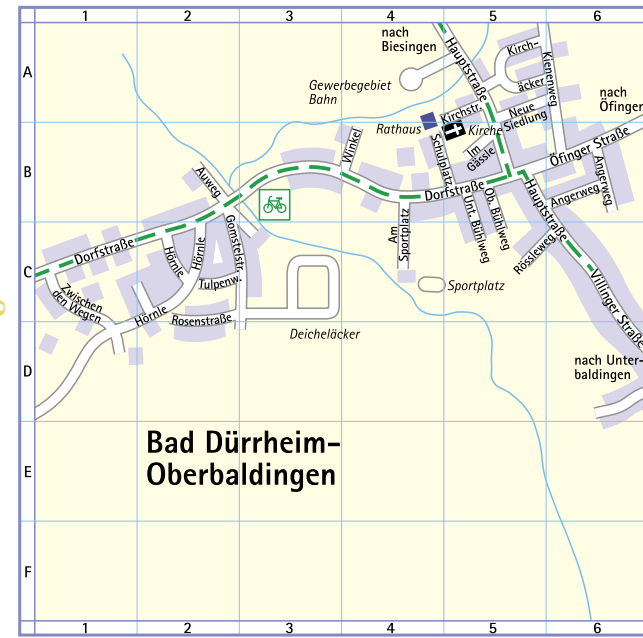 1 2 3 4 5 6
A
B
C
D
E
F
nach
Biesingen
Hauptstraße
Kirch-
äcker
Kienenweg
nach
Öfingen
Gewerbegebiet
Bahn
Kirchstr.
Neue
Siedlung
Rathaus
Kirche
Schulplatz
Im
Gässle
Öfinger Straße
Winkel
Auweg
Dorfstraße
Angerweg
Angerweg
Hauptstraße
Unt. Bühlweg
Ob. Bühlweg
Am
Sportplatz
Rössleweg
Dorfstraße
Hörnle
Hörnle
Tulpenw.
Zwischen
den Wegen
Hörnle
Rosenstraße
Sportplatz
Villinger Straße
Deicheläcker
nach Unter-
baldingen
Bad Dürrheim-
Oberbaldingen
1 2 3 4 5 6